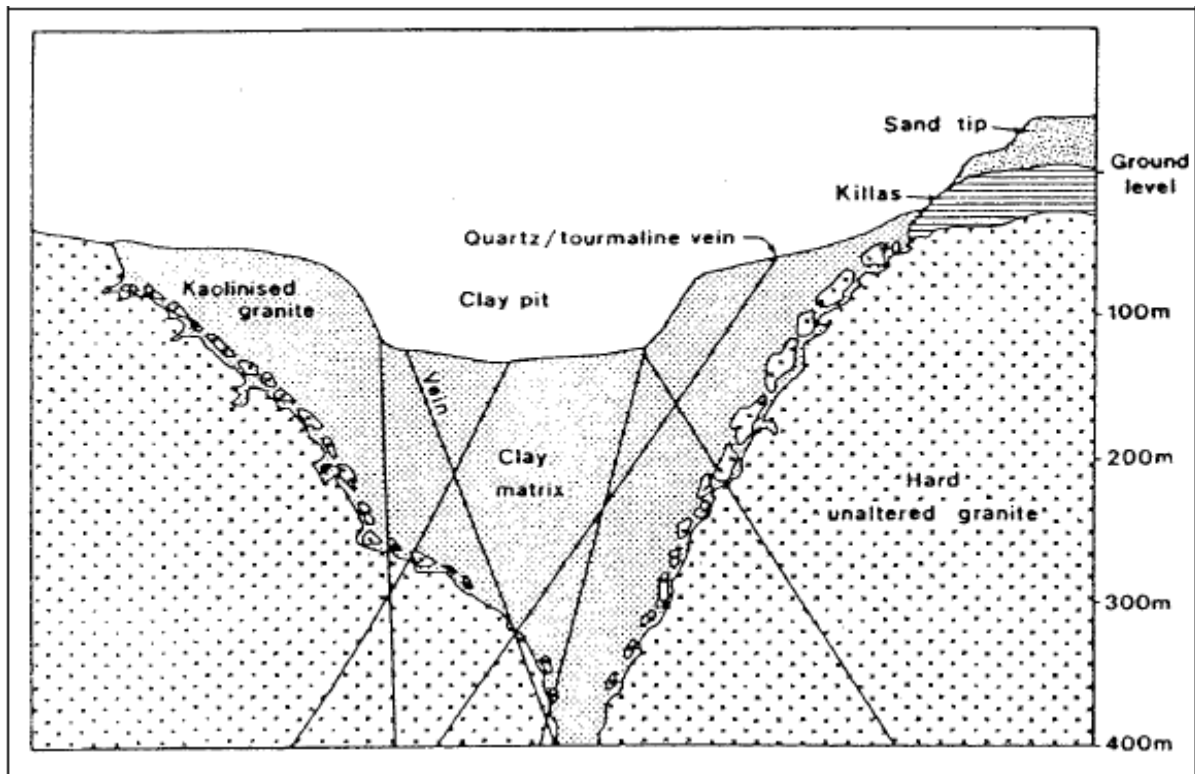 Sand tip
Ground
level
Killas
Quartz/tourmaline vein
Kaolinised
granite
Clay pit
100m
Vein
Clay
matrix
200m
Hard
unaltered granite
300m
400m